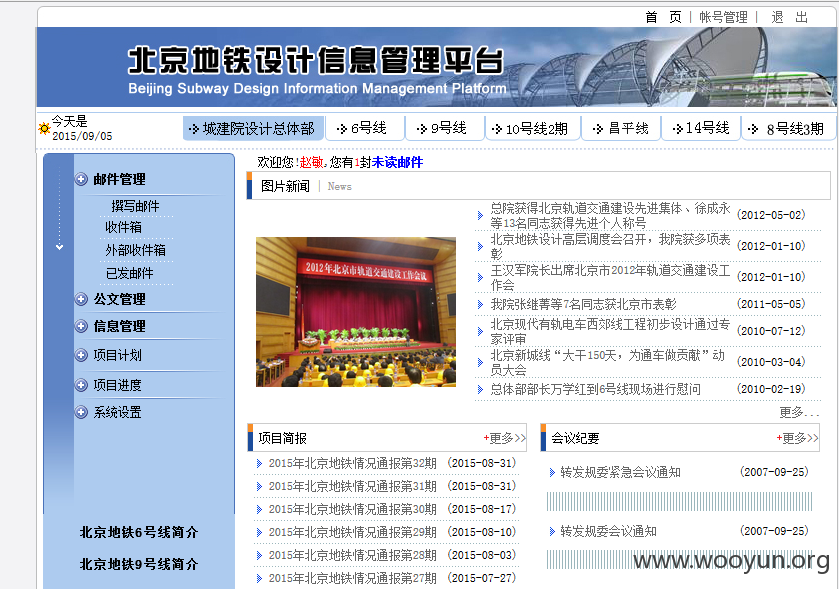 首 页 | 帐号管理 | 退 出
北京地铁设计信息管理平台
Beijing Subway Design Information Management Platform
今天是
2015/09/05
城建院设计总体部
6号线
9号线
10号线2期
昌平线
14号线
8号线3期
欢迎您!赵敏,您有1封未读邮件
邮件管理
撰写邮件
收件箱
外部收件箱
已发邮件
公文管理
信息管理
项目计划
项目进度
系统设置
北京地铁6号线简介
北京地铁9号线简介
图片新闻 | News
2012年北京市轨道交通建设工作会议
总院获得北京轨道交通建设先进集体、徐成永
等13名同志获得先进个人称号 (2012-05-02)
北京地铁设计高层调度会召开，我院获多项表
彰 (2012-01-10)
王汉军院长出席北京市2012年轨道交通建设工
作会 (2012-01-10)
我院张继菁等7名同志获北京市表彰 (2011-05-05)
北京现代有轨电车西郊线工程初步设计通过专
家评审 (2010-07-12)
北京新城线“大干150天，为通车做贡献”动
员大会 (2010-03-04)
总体部部长万学红到6号线现场进行慰问 (2010-02-19)
更多...
项目简报 +更多>>
2015年北京地铁情况通报第32期 (2015-08-31)
2015年北京地铁情况通报第31期 (2015-08-31)
2015年北京地铁情况通报第30期 (2015-08-17)
2015年北京地铁情况通报第29期 (2015-08-10)
2015年北京地铁情况通报第28期 (2015-08-03)
2015年北京地铁情况通报第27期 (2015-07-27)
会议纪要 +更多>>
转发规委紧急会议通知 (2007-09-25)
转发规委会议通知 (2007-09-25)
www.wooyun.org